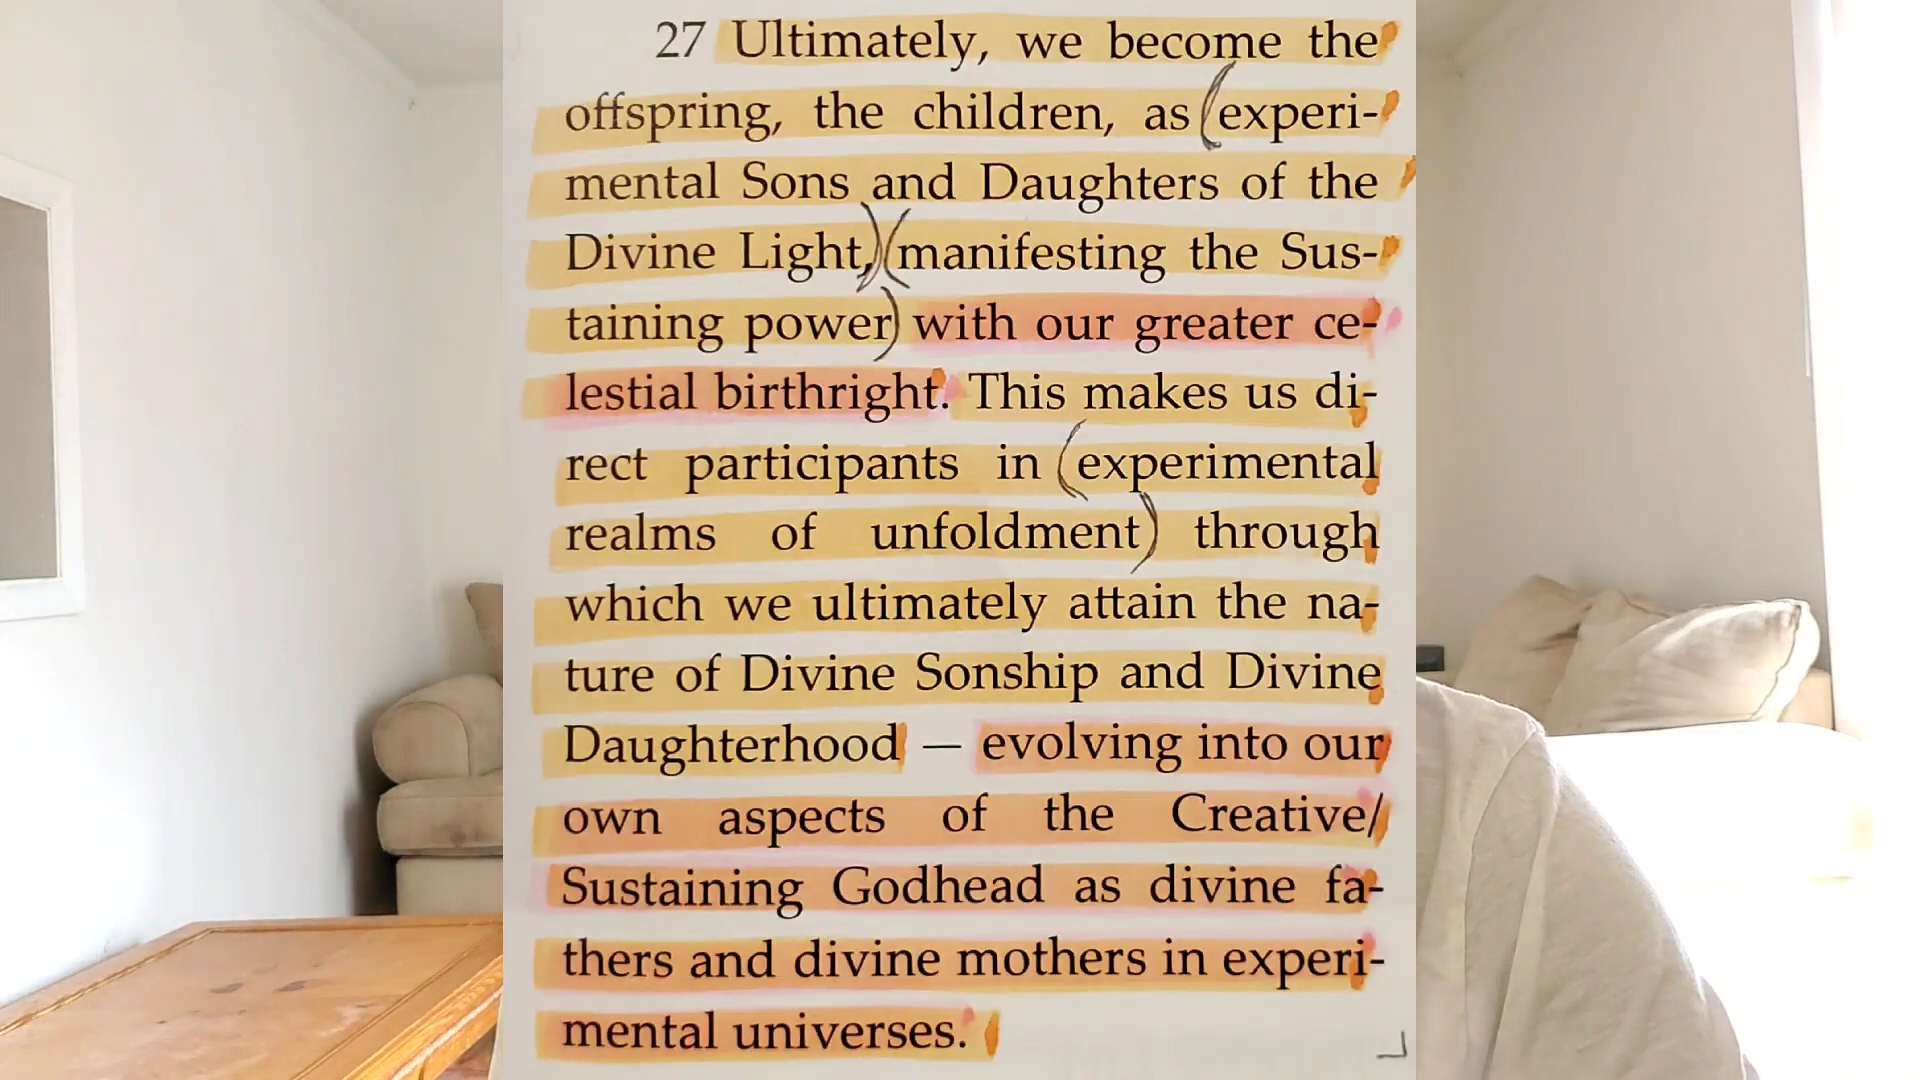 27 Ultimately, we become the
offspring, the children, as (experi-
mental Sons and Daughters of the
Divine Light,) (manifesting the Sus-
taining power) with our greater ce-
lestial birthright. This makes us di-
rect participants in (experimental
realms of unfoldment) through
which we ultimately attain the na-
ture of Divine Sonship and Divine
Daughterhood — evolving into our
own aspects of the Creative/
Sustaining Godhead as divine fa-
thers and divine mothers in experi-
mental universes.